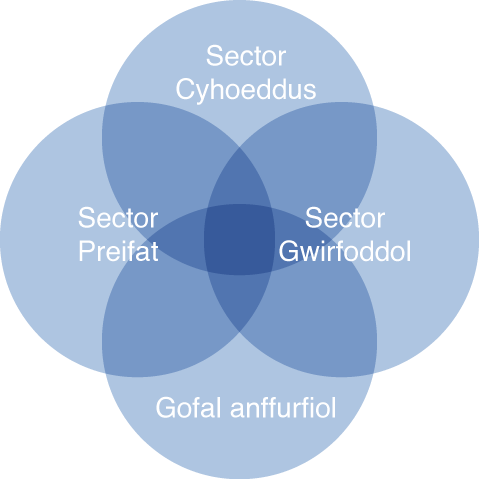 Sector
Cyhoeddus
Sector
Preifat
Sector
Gwirfoddol
Gofal anffurfiol